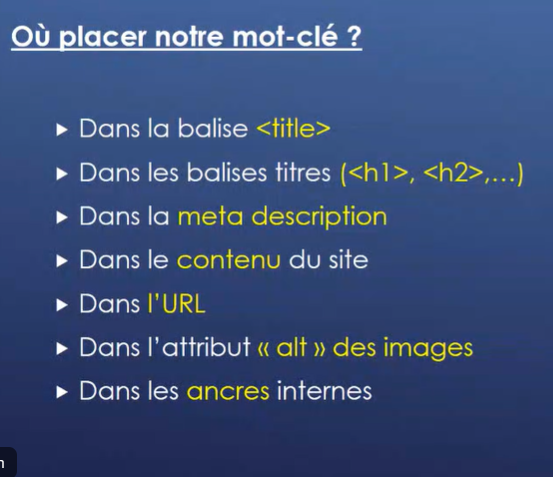 Où placer notre mot-clé ?
Dans la balise <title>
Dans les balises titres (<h1>, <h2>,...)
Dans la meta description
Dans le contenu du site
Dans l’URL
Dans l’attribut « alt » des images
Dans les ancres internes